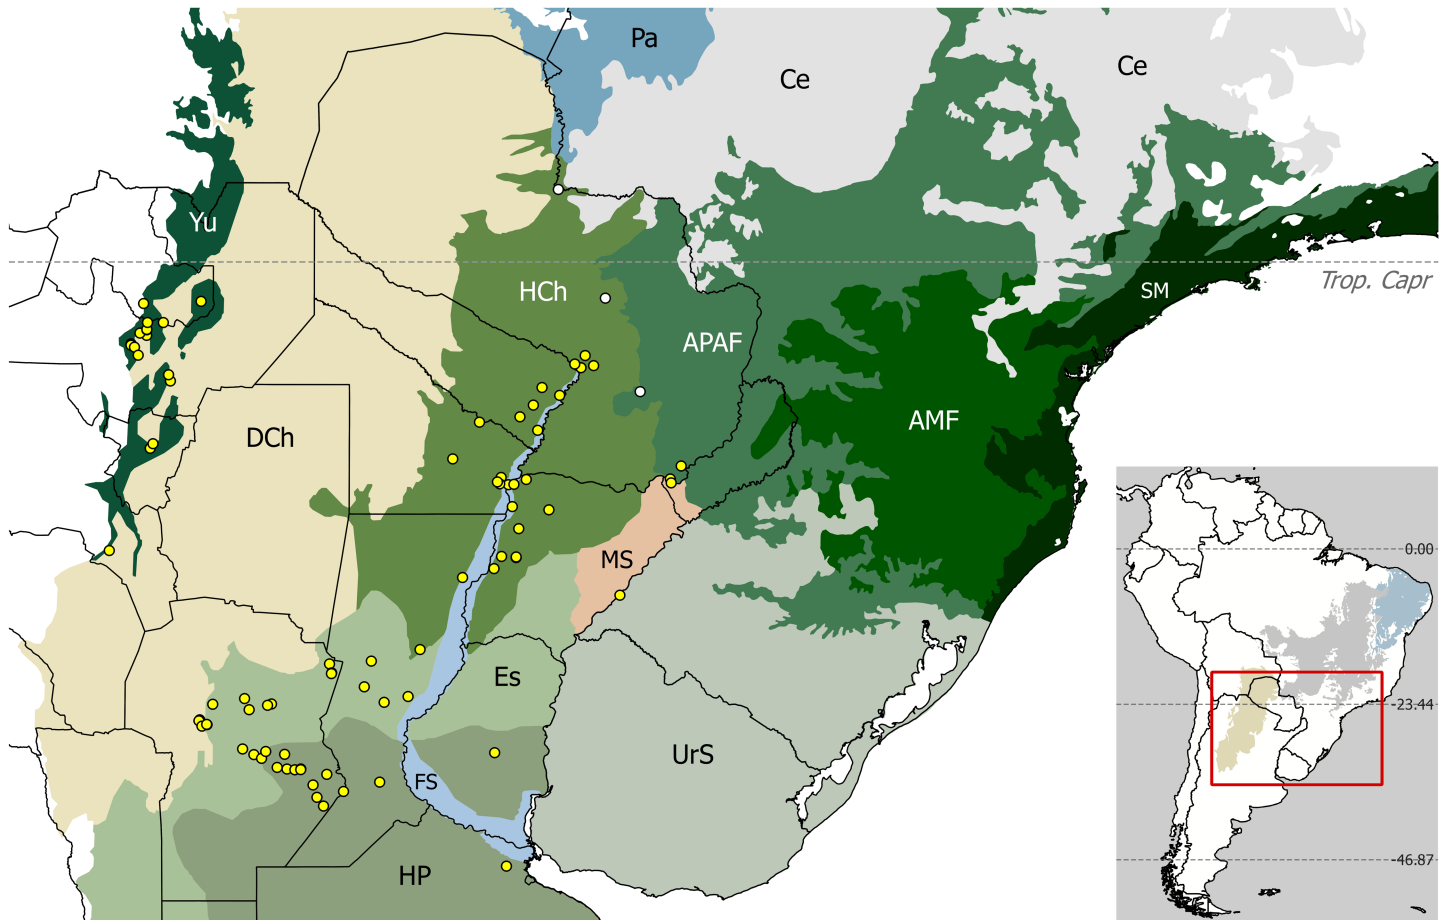 Pa
Ce
Ce
Yu
Trop. Capr
HCh
SM
APAF
AMF
DCh
0.00
MS
Es
-23.44
UrS
FS
-46.87
HP